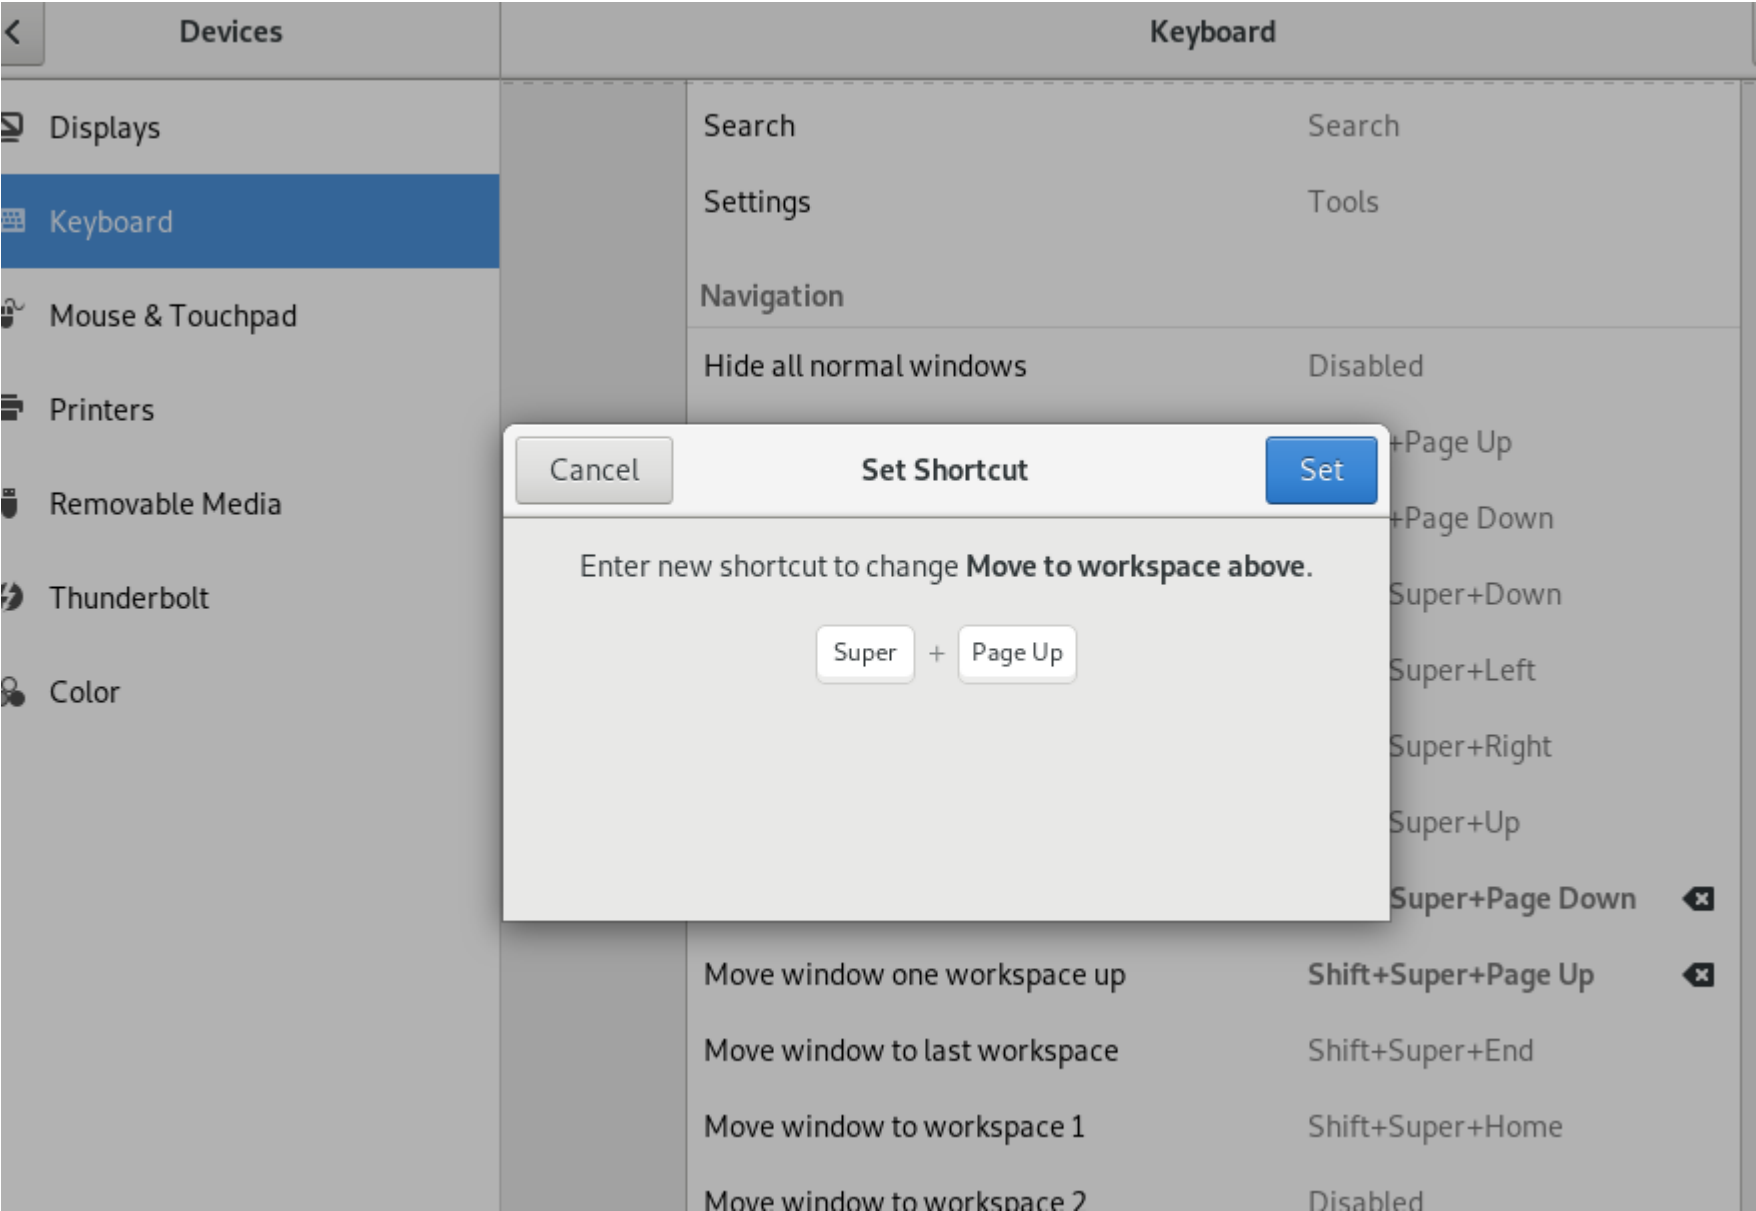 Devices
Keyboard
Displays
Keyboard
Mouse & Touchpad
Printers
Removable Media
Thunderbolt
Color
Search Search
Settings Tools
Navigation
Hide all normal windows Disabled
+Page Up
+Page Down
Super+Down
Super+Left
Super+Right
Super+Up
Super+Page Down
Cancel Set Shortcut Set
Enter new shortcut to change Move to workspace above.
Super + Page Up
Move window one workspace up Shift+Super+Page Up
Move window to last workspace Shift+Super+End
Move window to workspace 1 Shift+Super+Home
Move window to workspace 2 Disabled